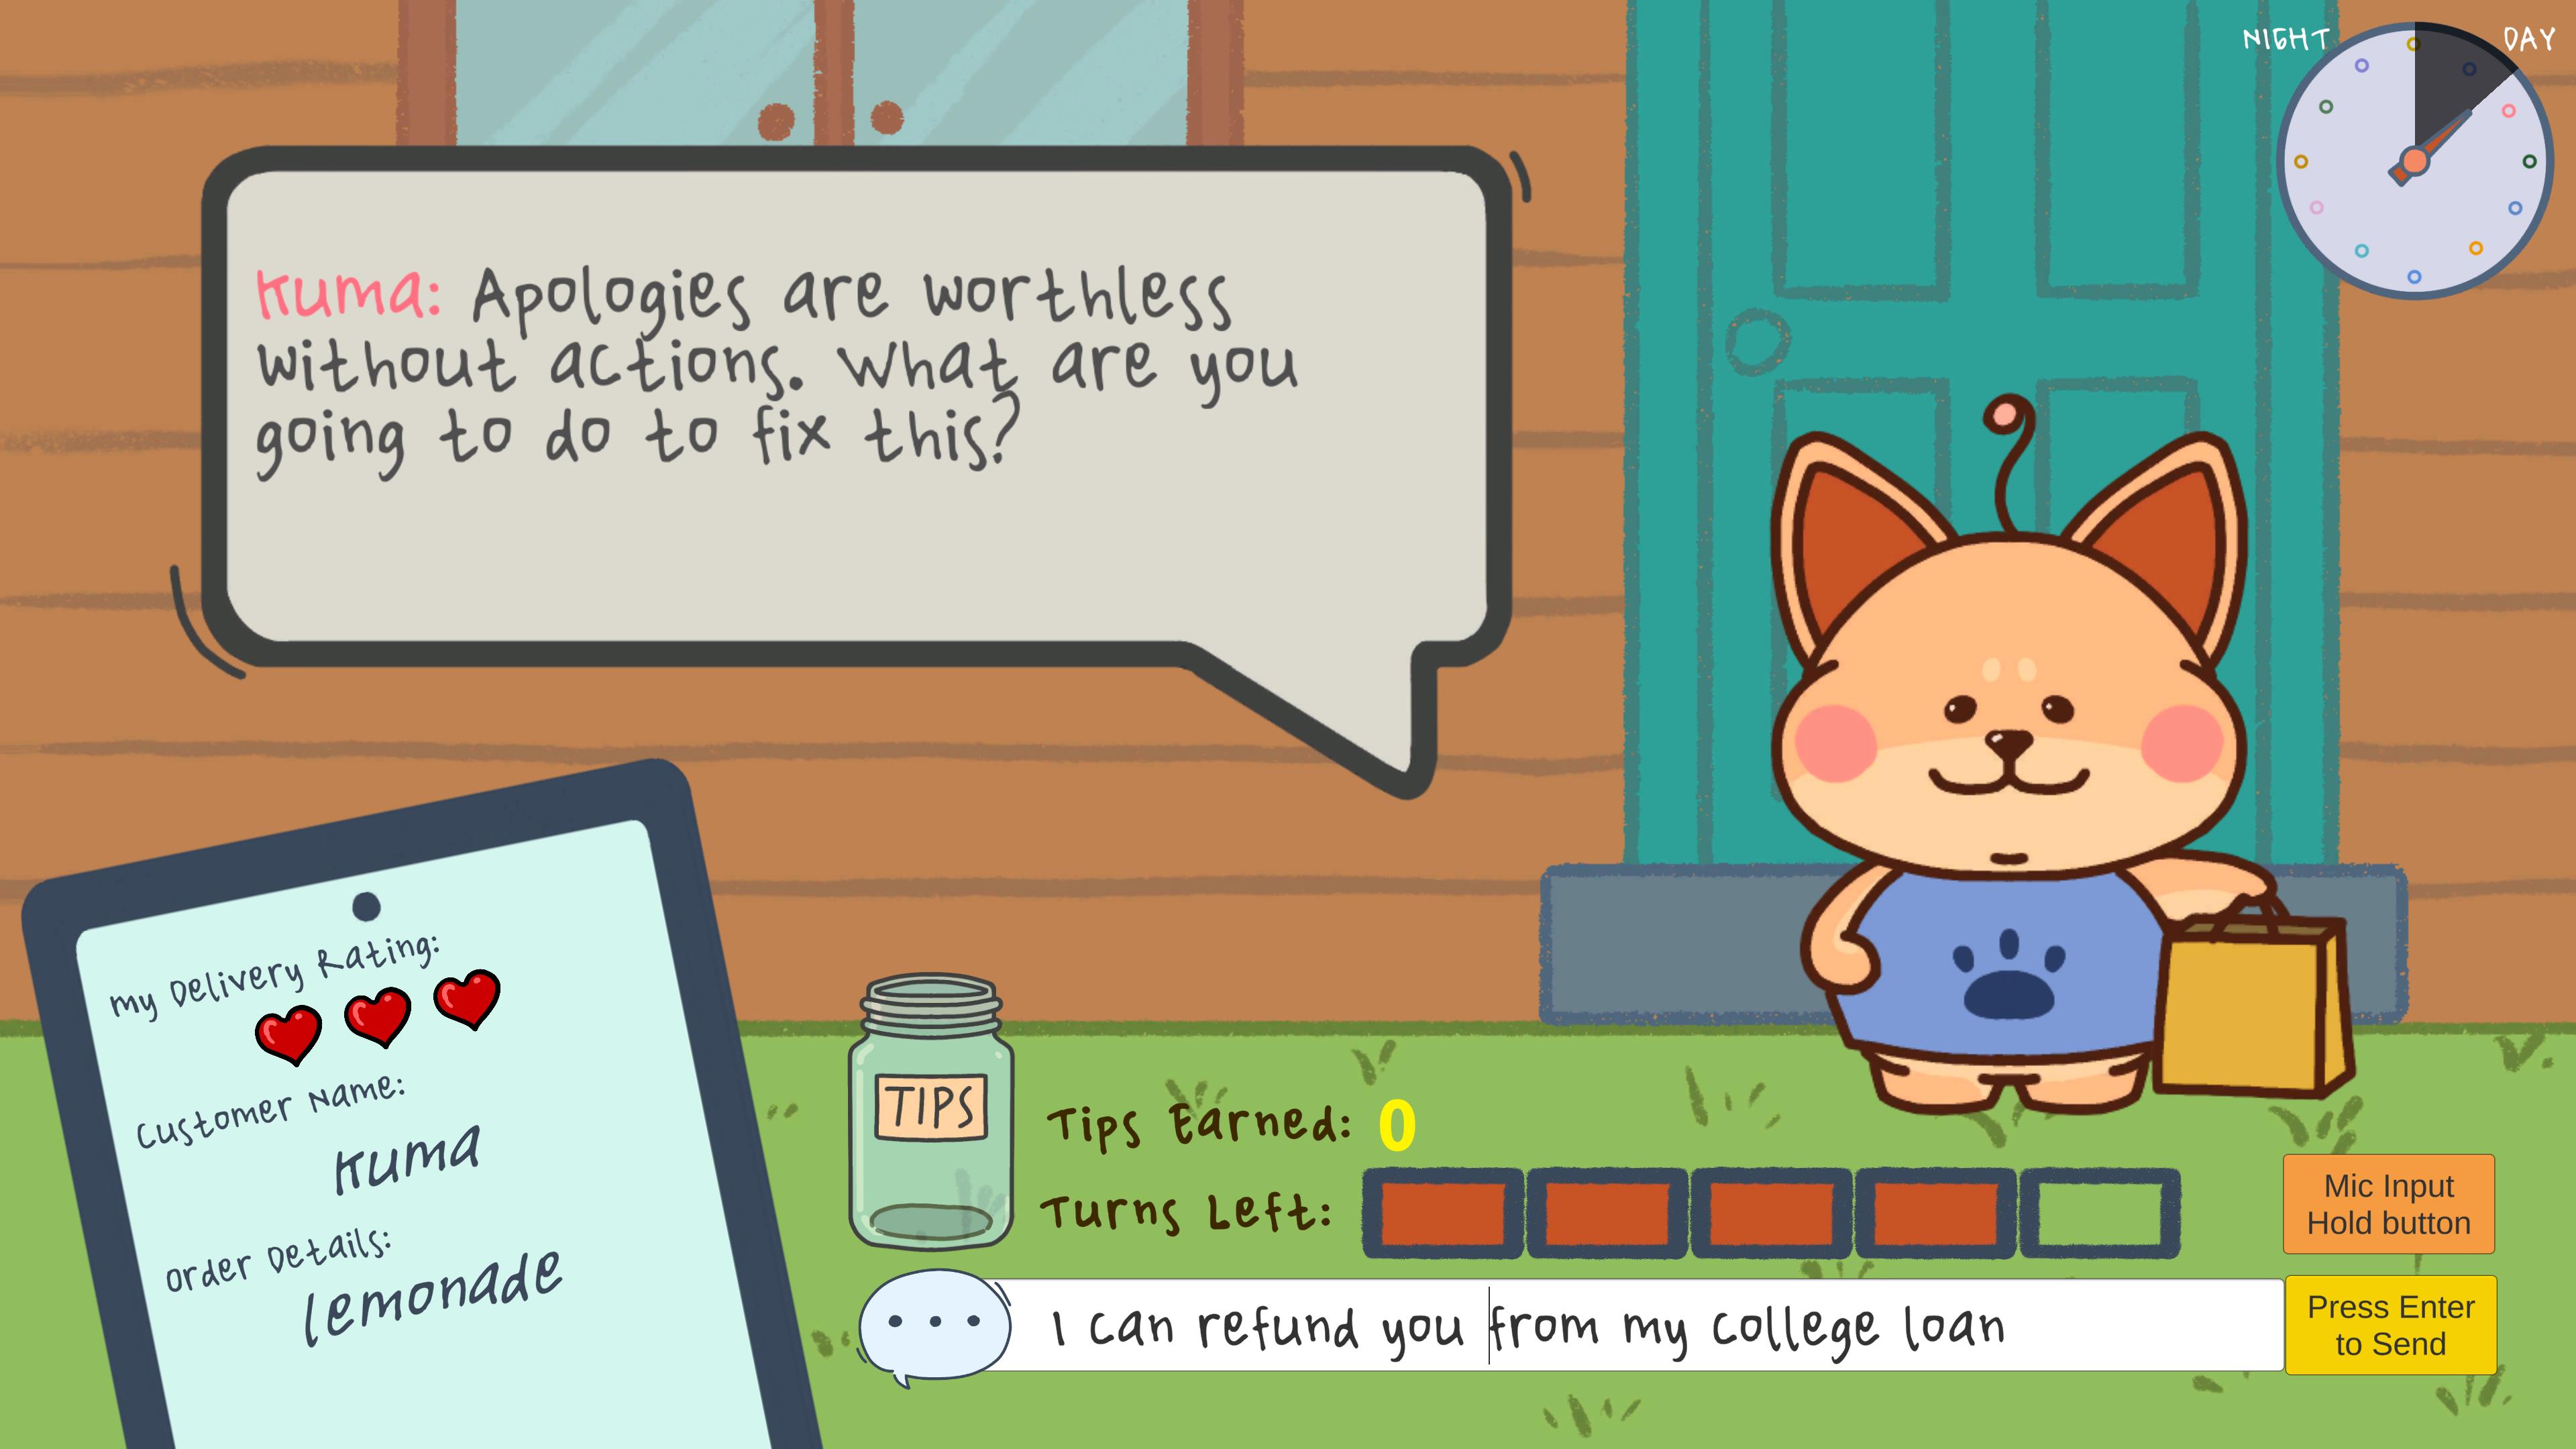 NIGHT
DAY
Kuma: Apologies are worthless
without actions. What are you
going to do to fix this?
My Delivery Rating:
Customer Name:
Kuma
Order Details:
lemonade
TIPS
Tips Earned: 0
Turns Left:
Mic Input
Hold button
I can refund you from my college loan
Press Enter
to Send